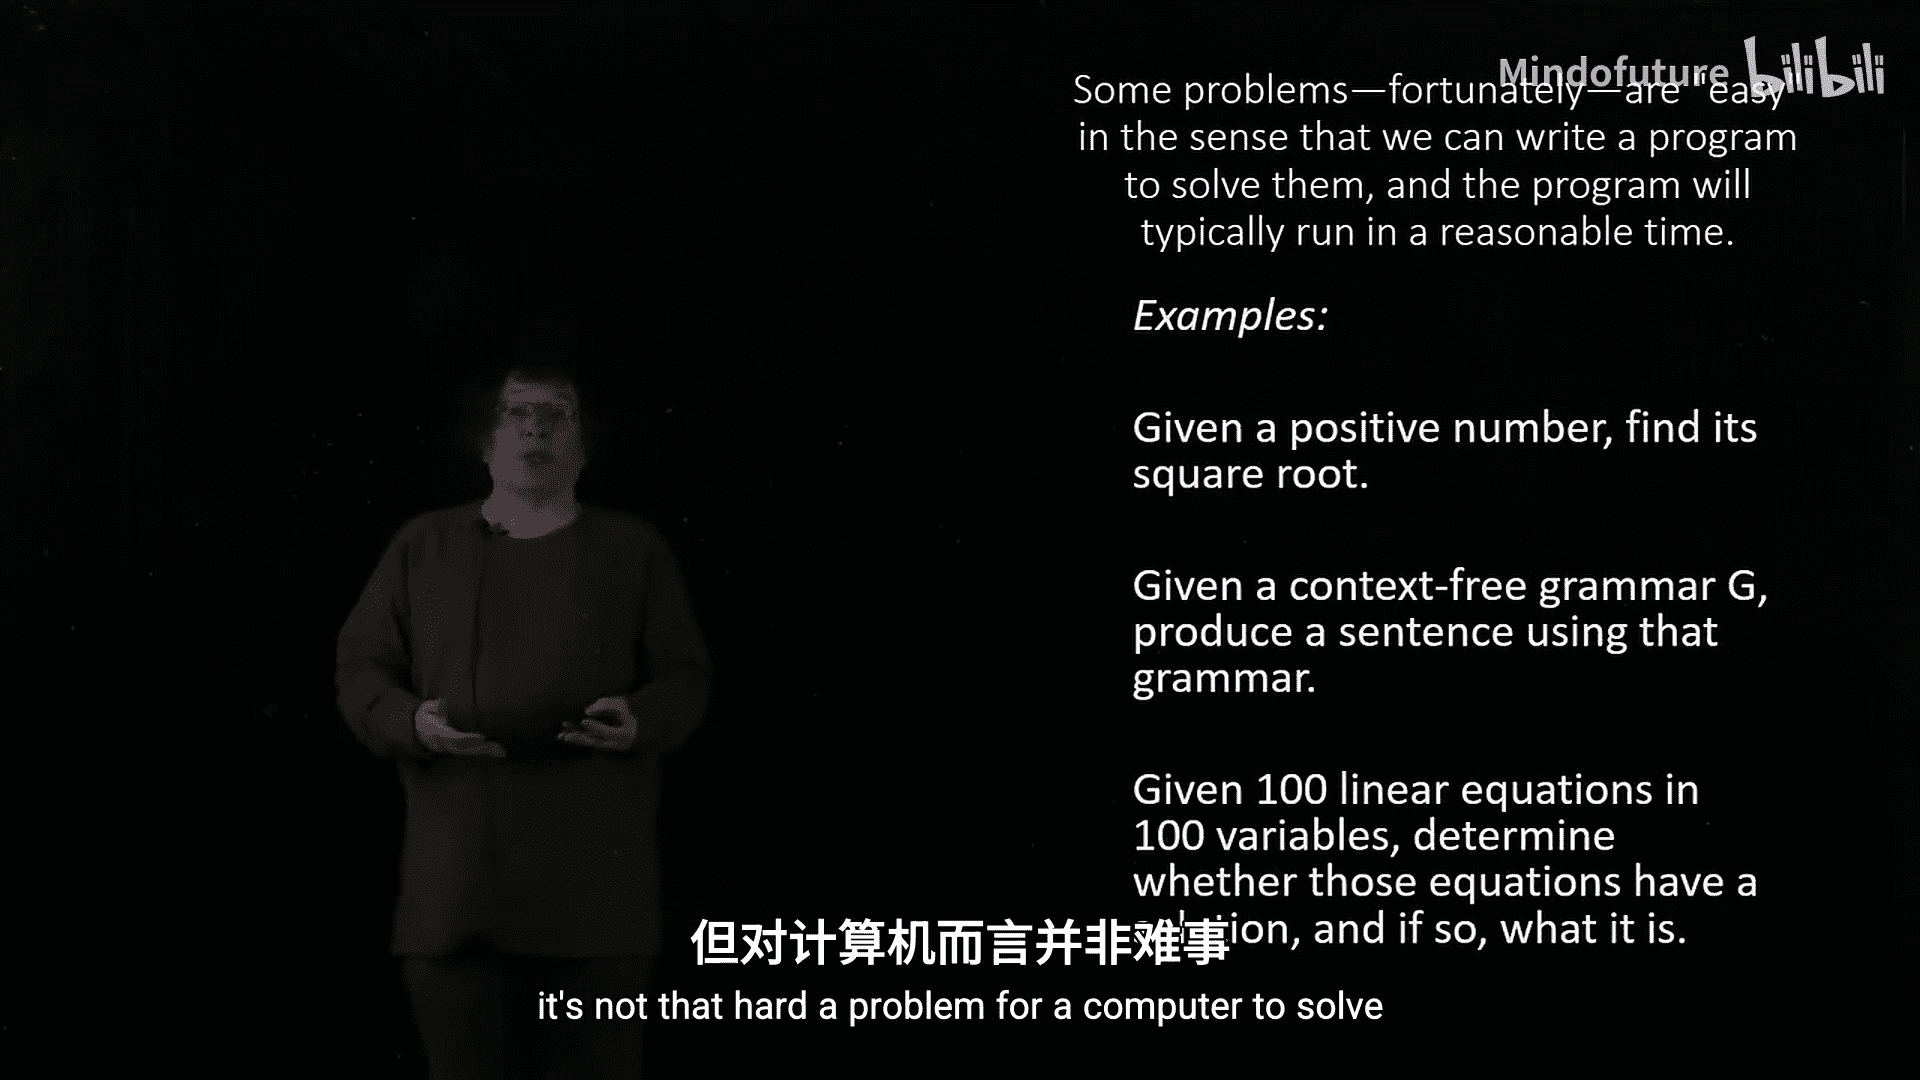 Mindofuture bilibili
Some problems—fortunately—are "easy"
in the sense that we can write a program
to solve them, and the program will
typically run in a reasonable time.
Examples:
Given a positive number, find its
square root.
Given a context-free grammar G,
produce a sentence using that
grammar.
Given 100 linear equations in
100 variables, determine
whether those equations have a
solution, and if so, what it is.
但对计算机而言并非难事
it's not that hard a problem for a computer to solve